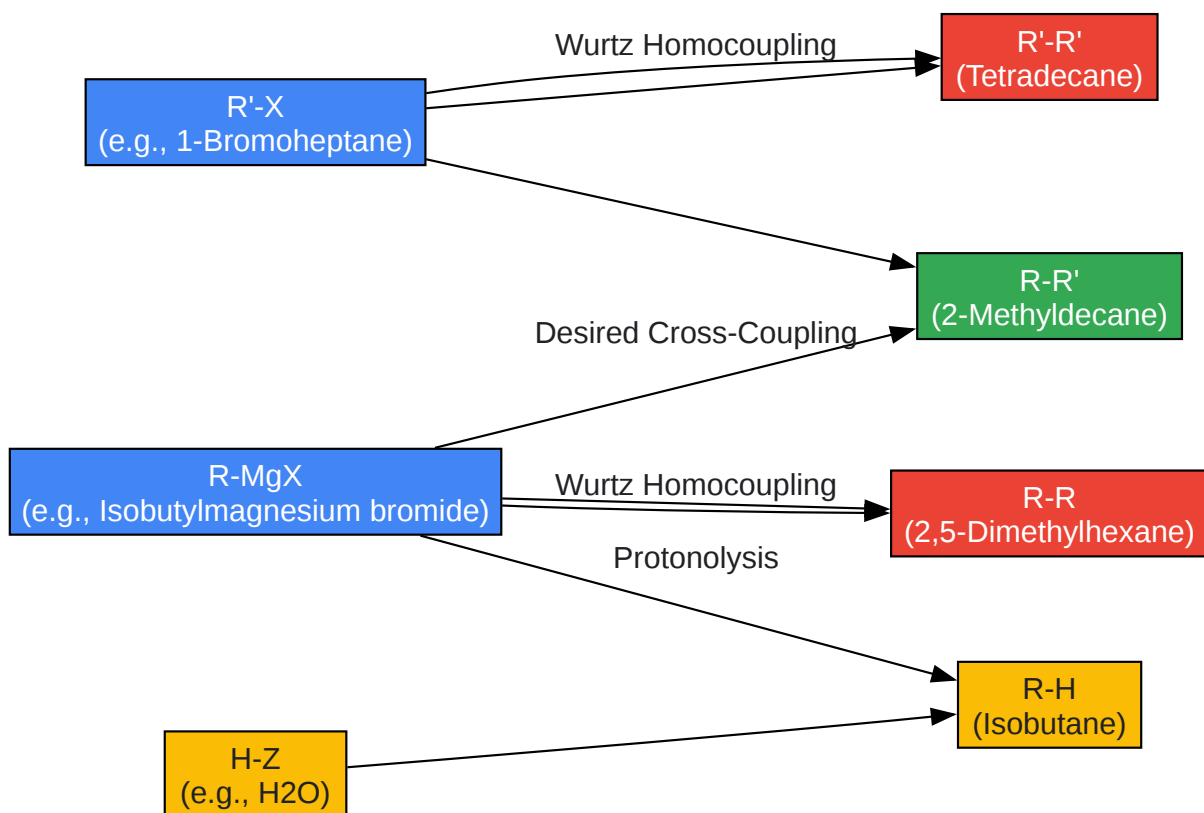 Wurtz Homocoupling
R'-R'
(Tetradecane)
R'-X
(e.g., 1-Bromoheptane)
R-R'
(2-Methyldecane)
Desired Cross-Coupling
R-MgX
(e.g., Isobutylmagnesium bromide)
Wurtz Homocoupling
R-R
(2,5-Dimethylhexane)
Protonolysis
R-H
(Isobutane)
H-Z
(e.g., H2O)